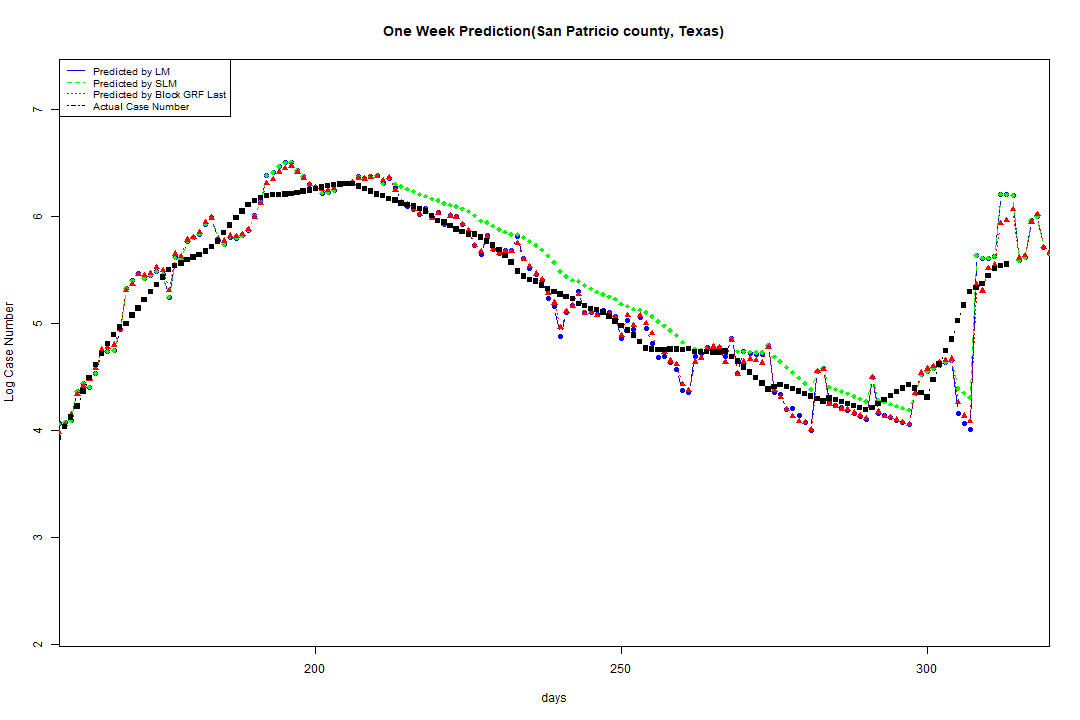 One Week Prediction(San Patricio county, Texas)
Predicted by LM
Predicted by SLM
Predicted by Block GRF Last
Actual Case Number
7
6
5
4
3
2
Log Case Number
200
250
300
days